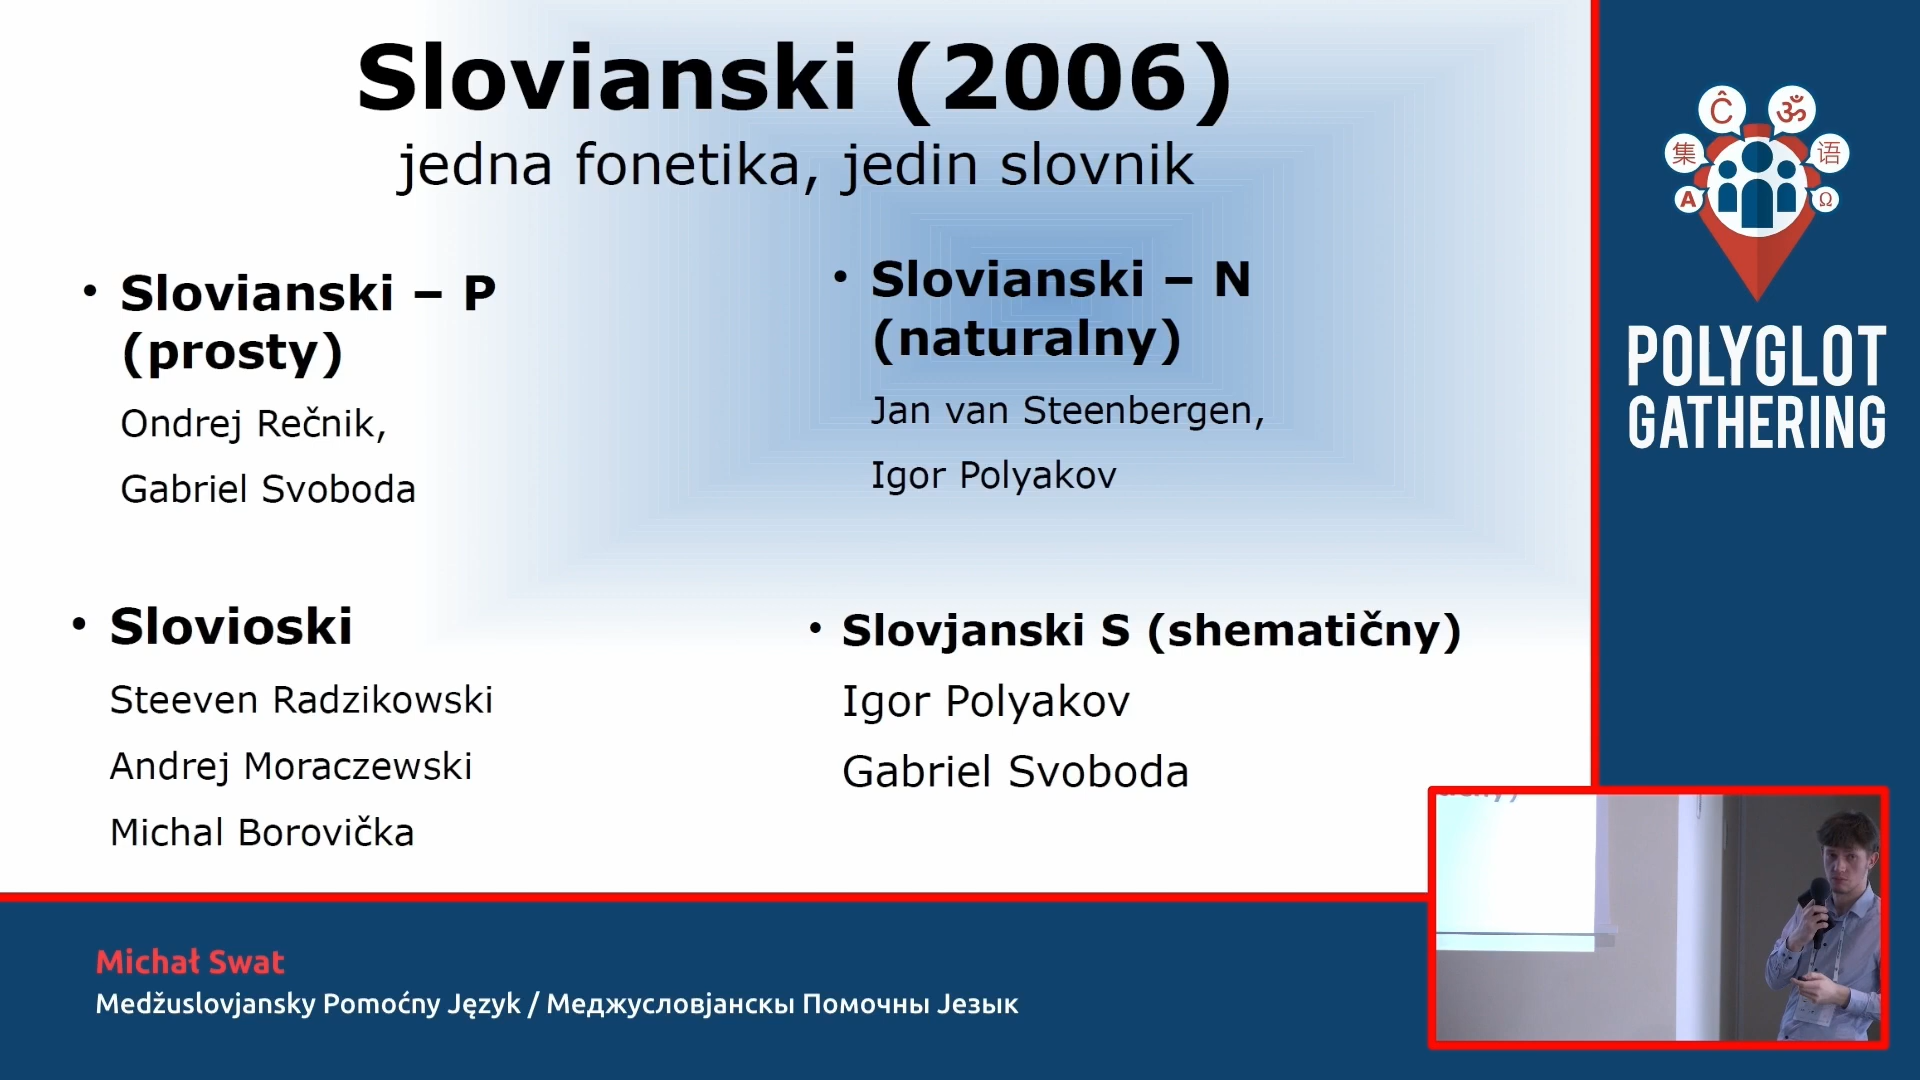 Slovianski (2006)
jedna fonetika, jedin slovnik
• Slovianski – P
(prosty)
Ondrej Rečnik,
Gabriel Svoboda
• Slovianski – N
(naturalny)
Jan van Steenbergen,
Igor Polyakov
• Slovioski
Steeven Radzikowski
Andrej Moraczewski
Michal Borovička
• Slovjanski S (shematičny)
Igor Polyakov
Gabriel Svoboda
Ĉ ॐ
集 语
A Ω
POLYGLOT
GATHERING
Michał Swat
Medžuslovjansky Pomoćny Język / Меджусловјанскы Помочны Језык